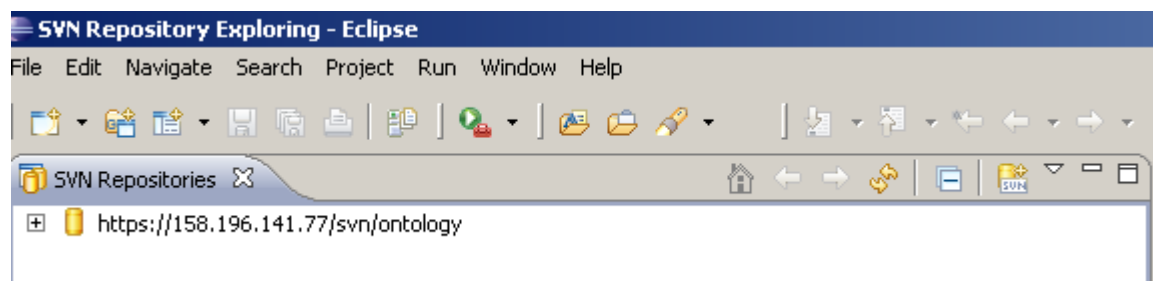 SVN Repository Exploring - Eclipse
File Edit Navigate Search Project Run Window Help
SVN Repositories
SVN
https://158.196.141.77/svn/ontology